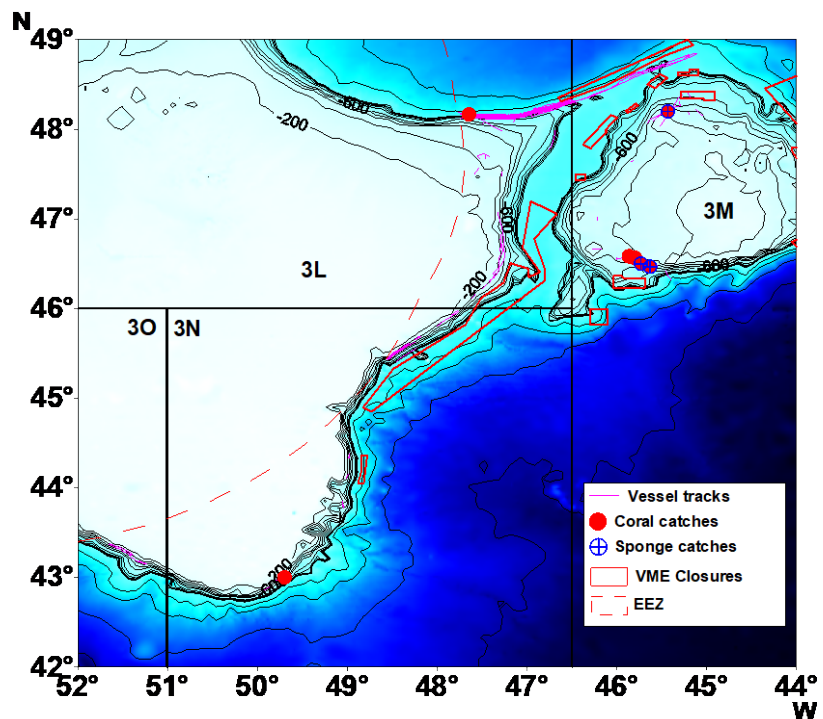 N
49°
48°
47°
46°
45°
44°
43°
42°
52° 51° 50° 49° 48° 47° 46° 45° 44°
W
-600
-200
-600
3M
-600
3L
-200
-600
3O 3N
-200
Vessel tracks
Coral catches
Sponge catches
VME Closures
EEZ